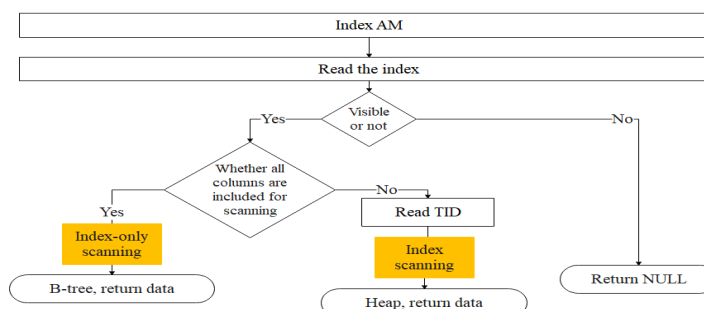 Index AM
Read the index
Visible
or not
Yes
No
Whether all
columns are
included for
scanning
Yes
No
Read TID
Index-only
scanning
Index
scanning
B-tree, return data
Heap, return data
Return NULL